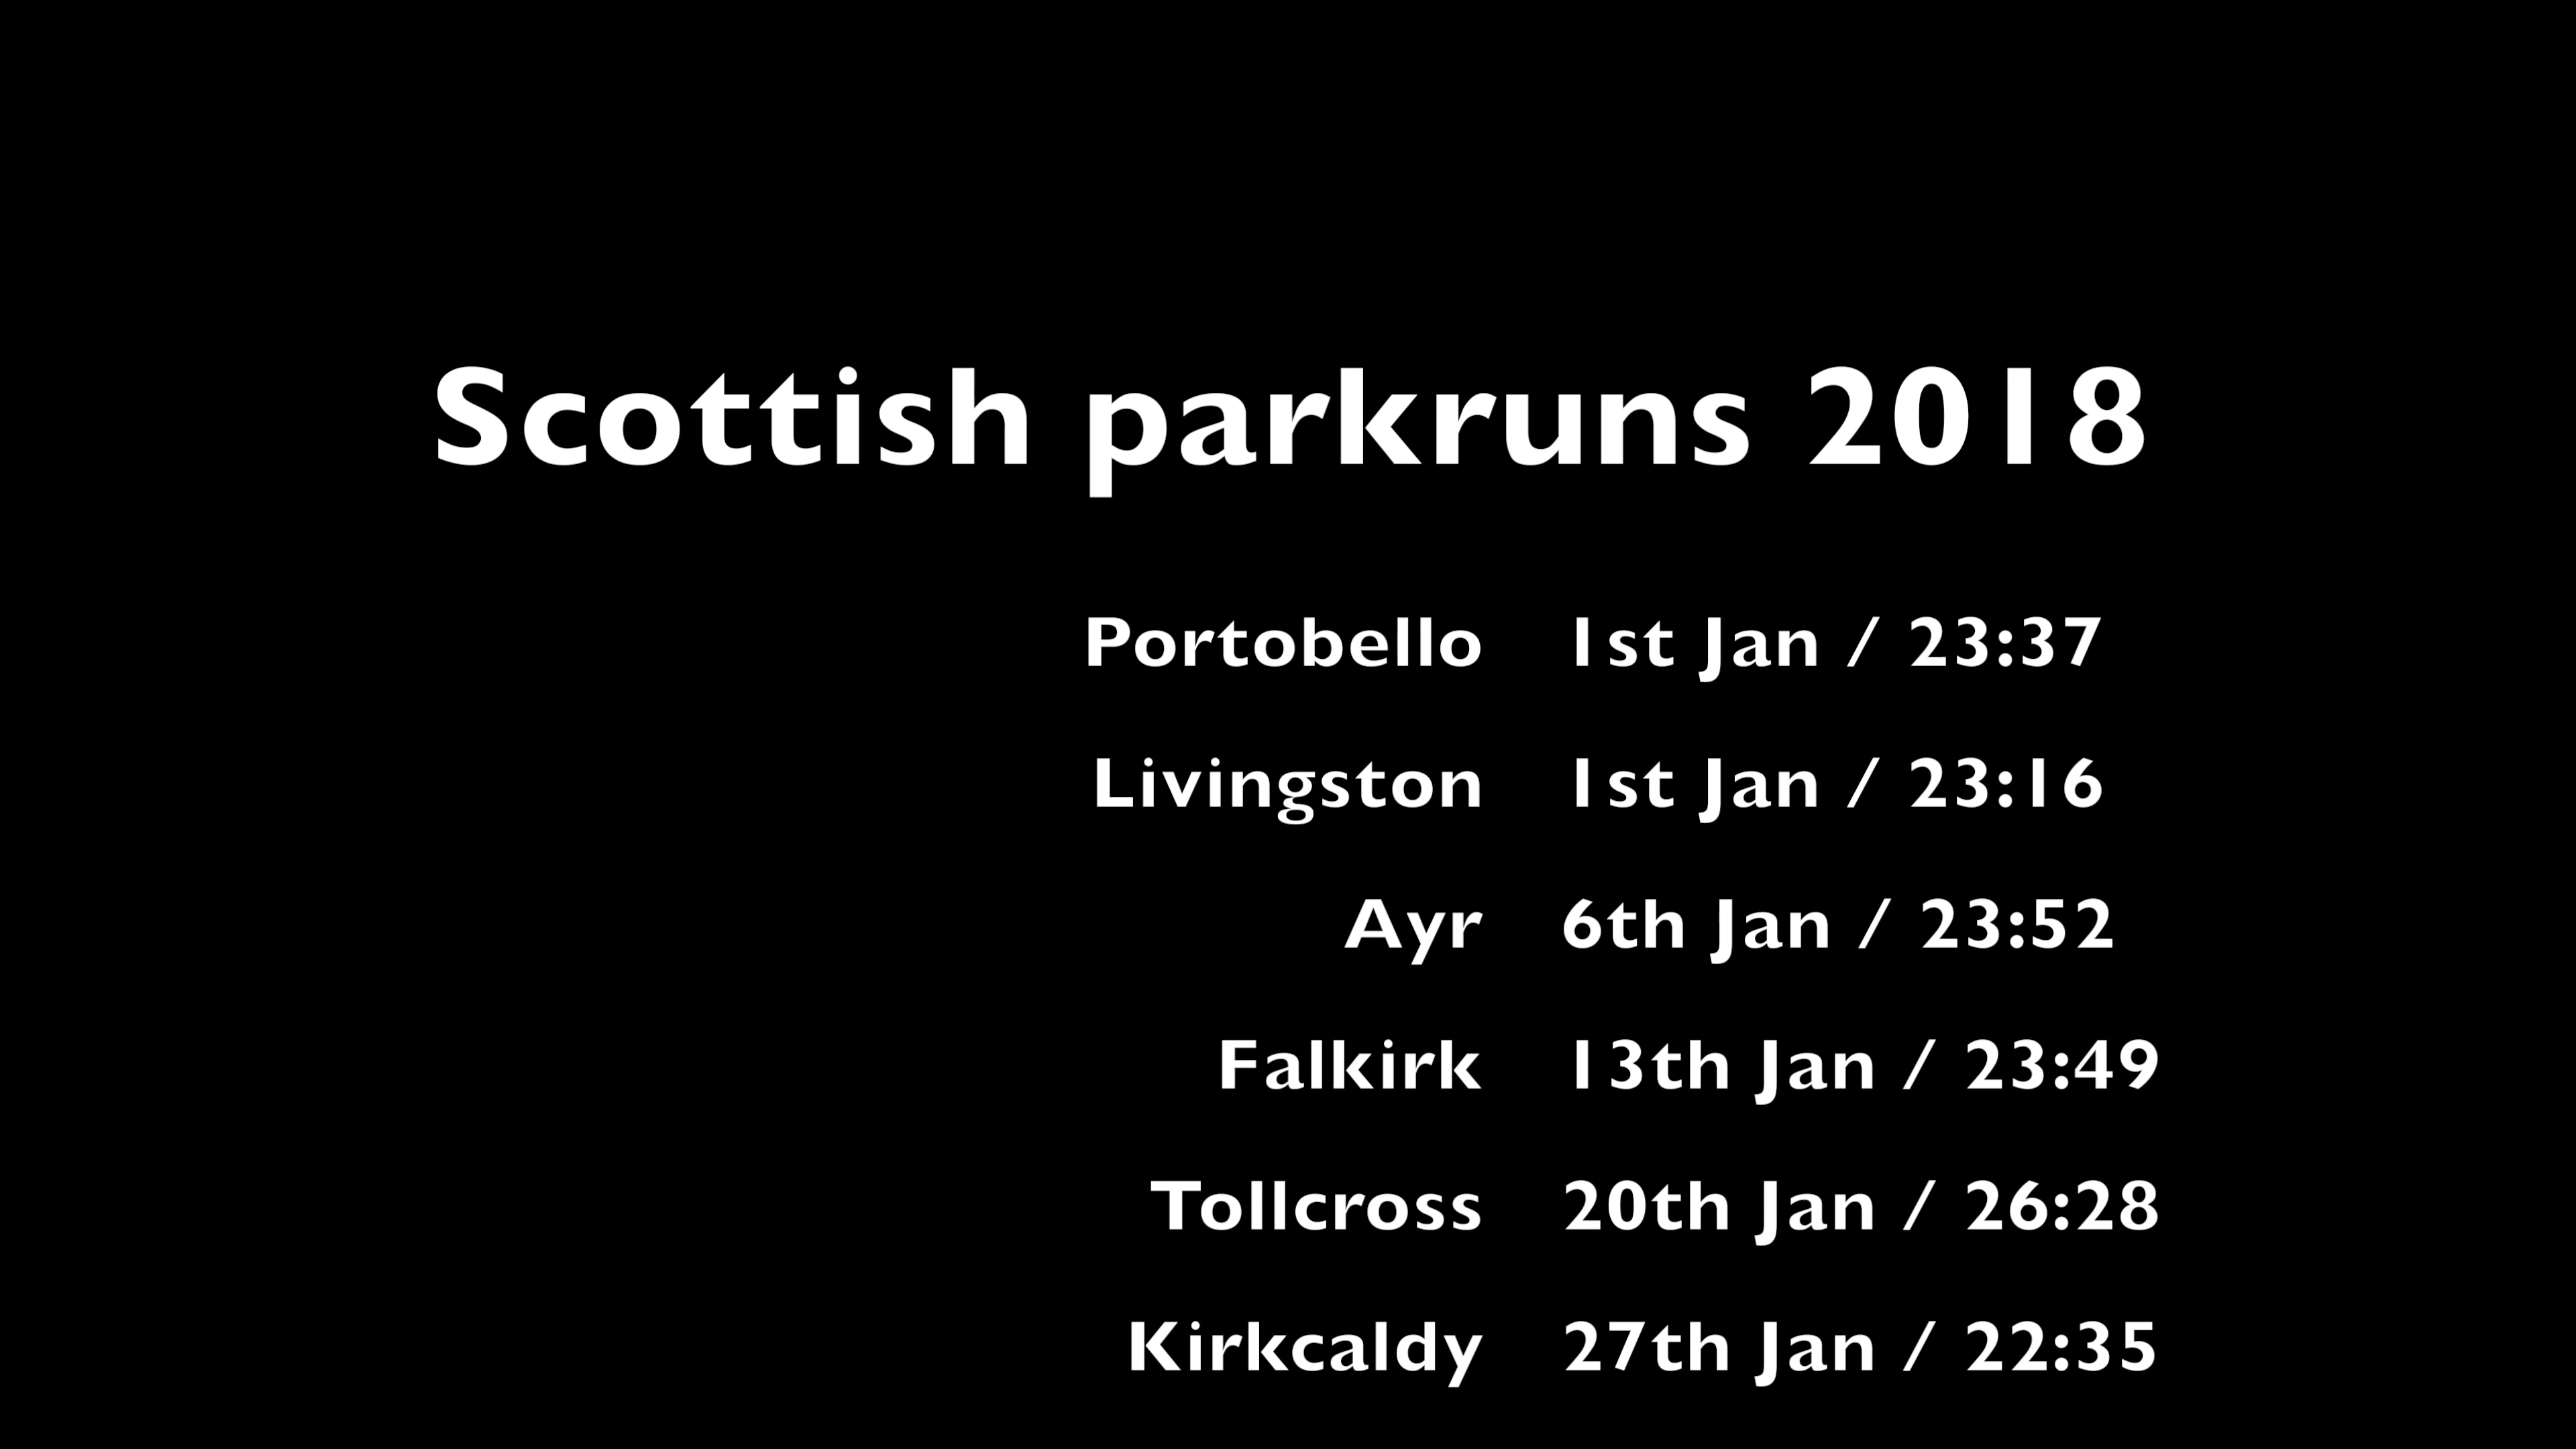 Scottish parkruns 2018
Portobello 1st Jan / 23:37
Livingston 1st Jan / 23:16
Ayr 6th Jan / 23:52
Falkirk 13th Jan / 23:49
Tollcross 20th Jan / 26:28
Kirkcaldy 27th Jan / 22:35